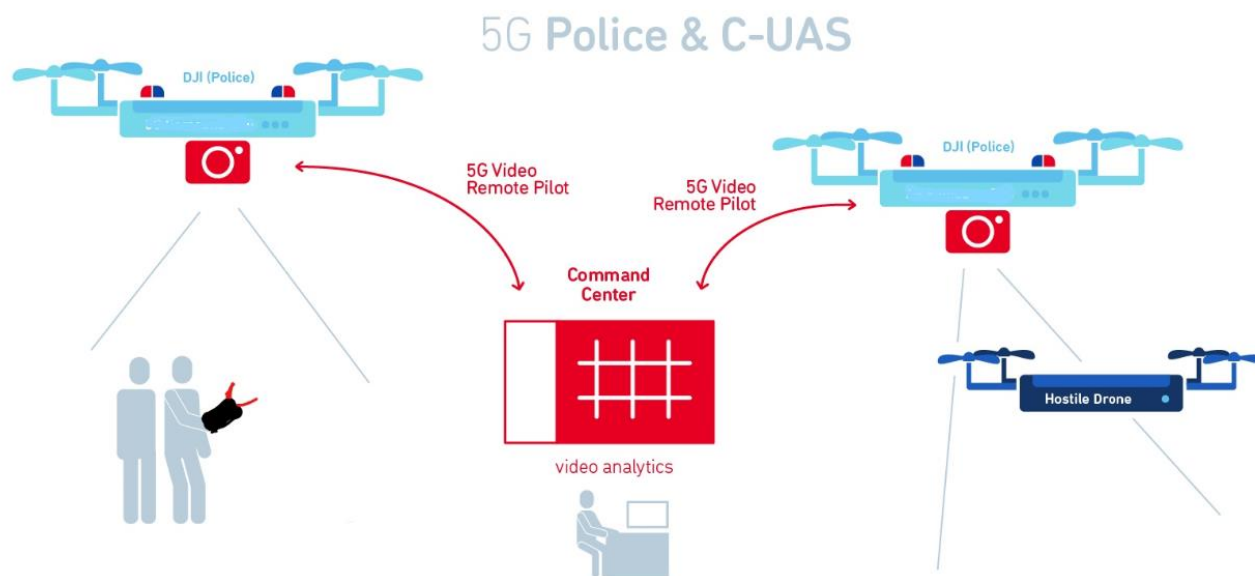 5G Police & C-UAS
DJI (Police)
5G Video
Remote Pilot
5G Video
Remote Pilot
DJI (Police)
Command
Center
video analytics
Hostile Drone